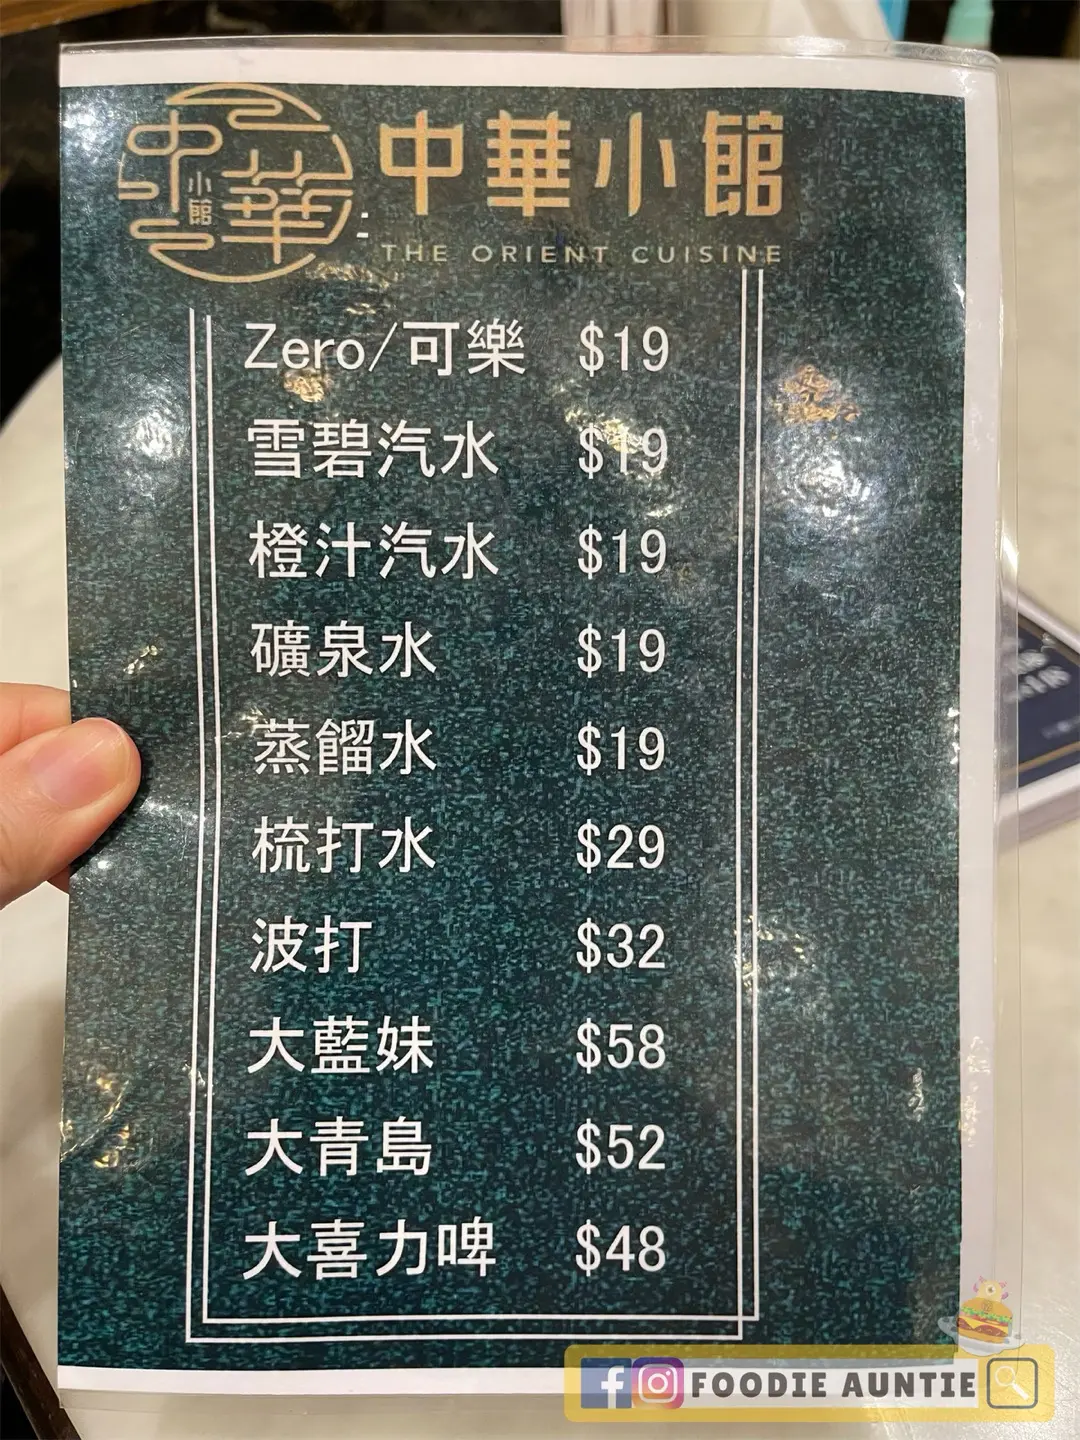 中華小館
中華小館
THE ORIENT CUISINE
Zero/可樂 $19
雪碧汽水 $19
橙汁汽水 $19
礦泉水 $19
蒸餾水 $19
梳打水 $29
波打 $32
大藍妹 $58
大青島 $52
大喜力啤 $48
FOODIE AUNTIE